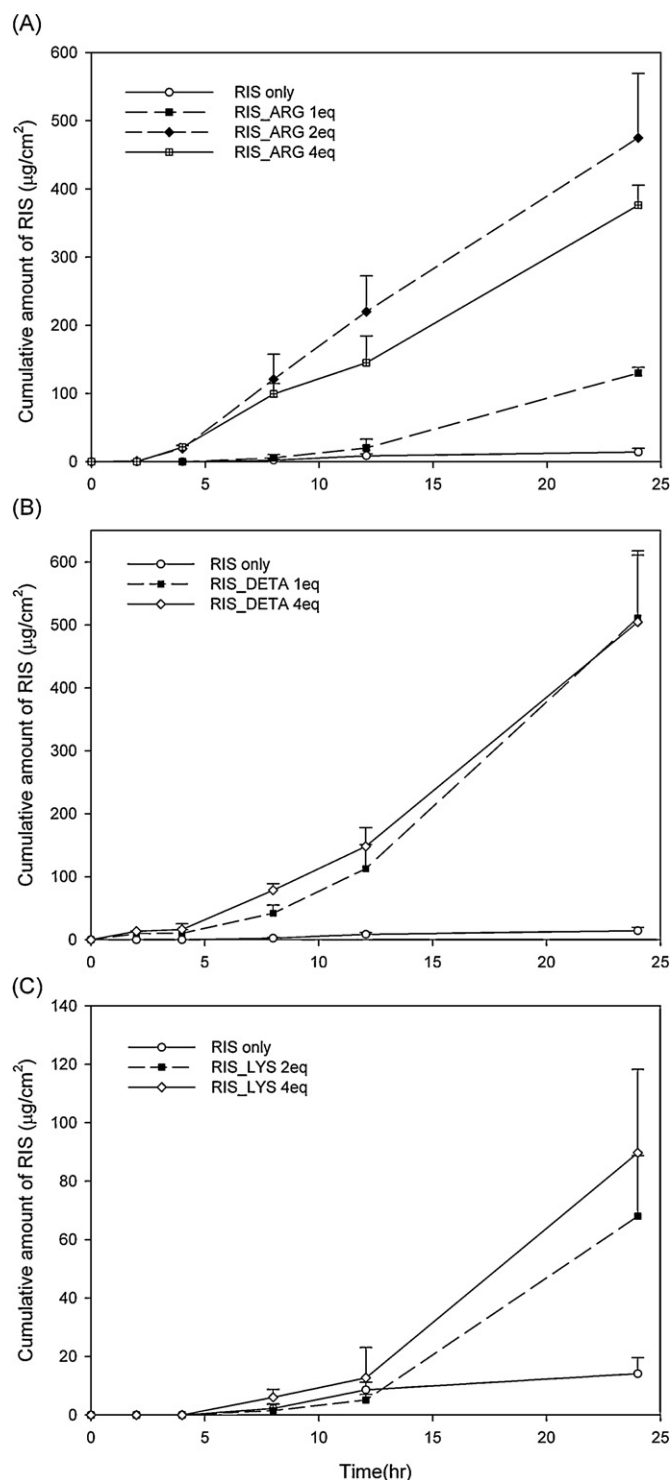 (A)
600
500
400
300
200
100
0
Cumulative amount of RIS (μg/cm²)
RIS only
RIS_ARG 1eq
RIS_ARG 2eq
RIS_ARG 4eq
0 5 10 15 20 25
(B)
600
500
400
300
200
100
0
Cumulative amount of RIS (μg/cm²)
RIS only
RIS_DETA 1eq
RIS_DETA 4eq
0 5 10 15 20 25
(C)
140
120
100
80
60
40
20
0
Cumulative amount of RIS (μg/cm²)
RIS only
RIS_LYS 2eq
RIS_LYS 4eq
0 5 10 15 20 25
Time(hr)